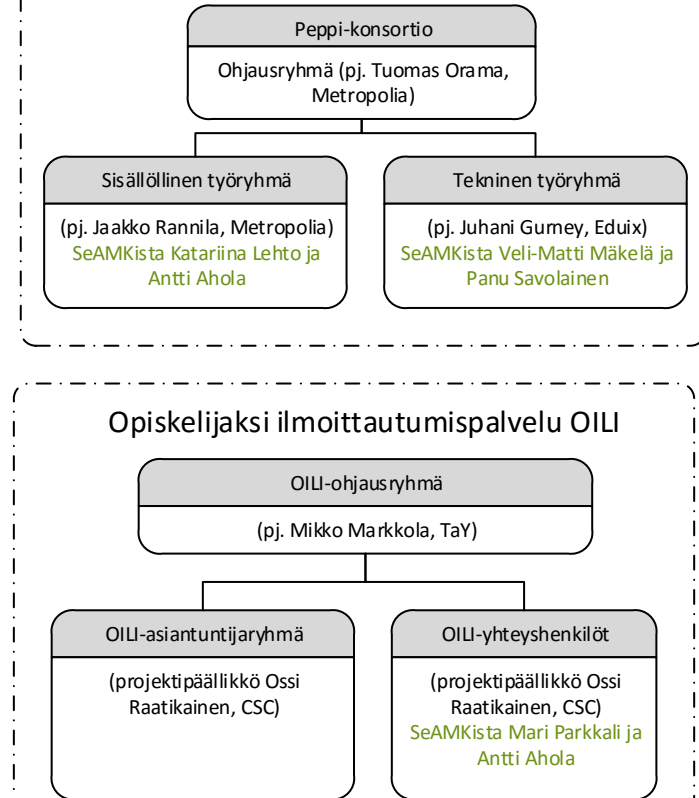 Peppi-konsortio
Ohjausryhmä (pj. Tuomas Orama,
Metropolia)
Sisällöllinen työryhmä
(pj. Jaakko Rannila, Metropolia)
SeAMKista Katariina Lehto ja
Antti Ahola
Tekninen työryhmä
(pj. Juhani Gurney, Eduix)
SeAMKista Veli-Matti Mäkelä ja
Panu Savolainen
Opiskelijaksi ilmoittautumispalvelu OILI
OILI-ohjausryhmä
(pj. Mikko Markkola, TaY)
OILI-asiantuntijaryhmä
(projektipäällikkö Ossi
Raatikainen, CSC)
OILI-yhteyshenkilöt
(projektipäällikkö Ossi
Raatikainen, CSC)
SeAMKista Mari Parkkali ja
Antti Ahola